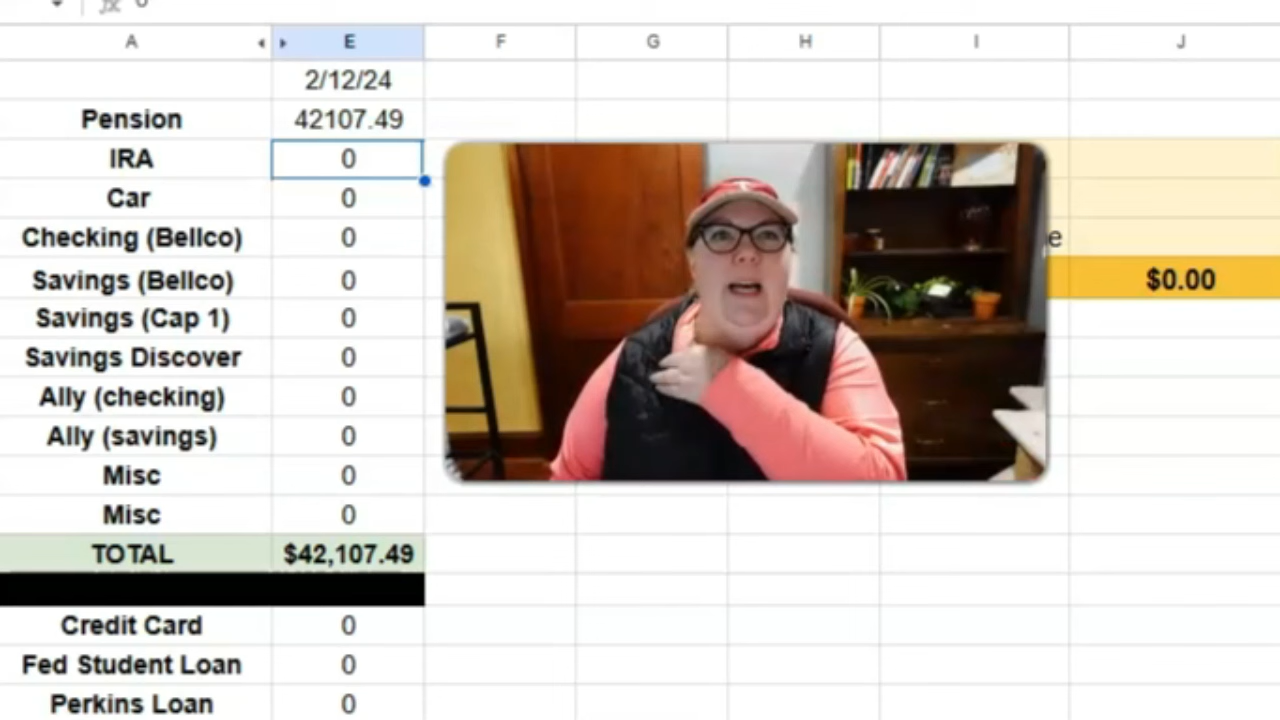 fx 0
A E F G H I J
2/12/24
Pension 42107.49
IRA 0
Car 0
Checking (Bellco) 0 e
Savings (Bellco) 0 $0.00
Savings (Cap 1) 0
Savings Discover 0
Ally (checking) 0
Ally (savings) 0
Misc 0
Misc 0
TOTAL $42,107.49
Credit Card 0
Fed Student Loan 0
Perkins Loan 0